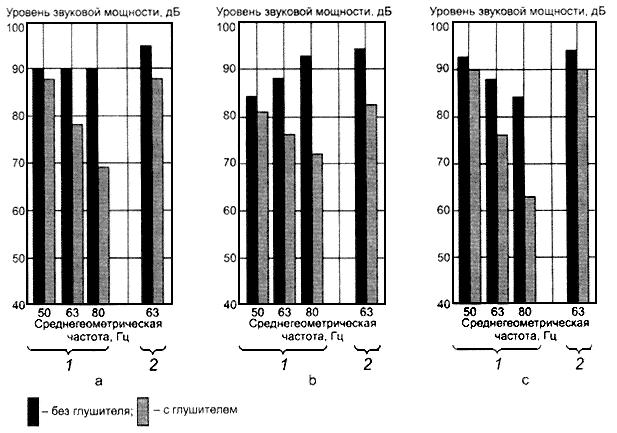 Уровень звуковой мощности, дБ
100
90
80
70
60
50
40
50 63 80 63
Среднегеометрическая
частота, Гц
1 2
a
Уровень звуковой мощности, дБ
100
90
80
70
60
50
40
50 63 80 63
Среднегеометрическая
частота, Гц
1 2
b
Уровень звуковой мощности, дБ
100
90
80
70
60
50
40
50 63 80 63
Среднегеометрическая
частота, Гц
1 2
c
– без глушителя; – с глушителем